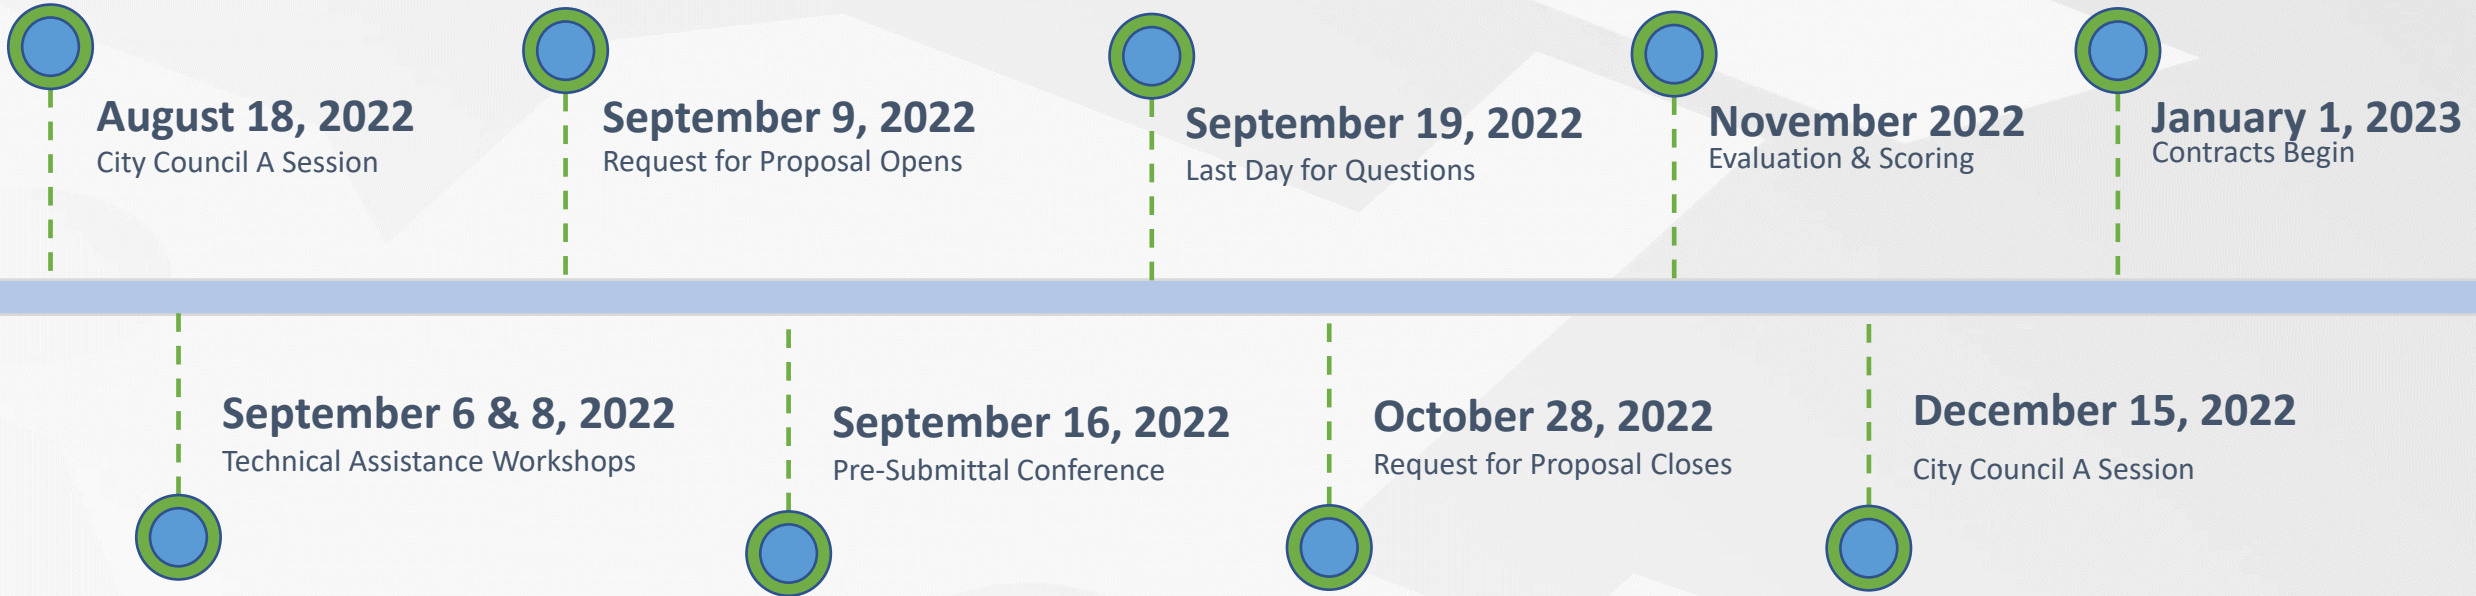 August 18, 2022
City Council A Session
September 9, 2022
Request for Proposal Opens
September 19, 2022
Last Day for Questions
November 2022
Evaluation & Scoring
January 1, 2023
Contracts Begin
September 6 & 8, 2022
Technical Assistance Workshops
September 16, 2022
Pre-Submittal Conference
October 28, 2022
Request for Proposal Closes
December 15, 2022
City Council A Session